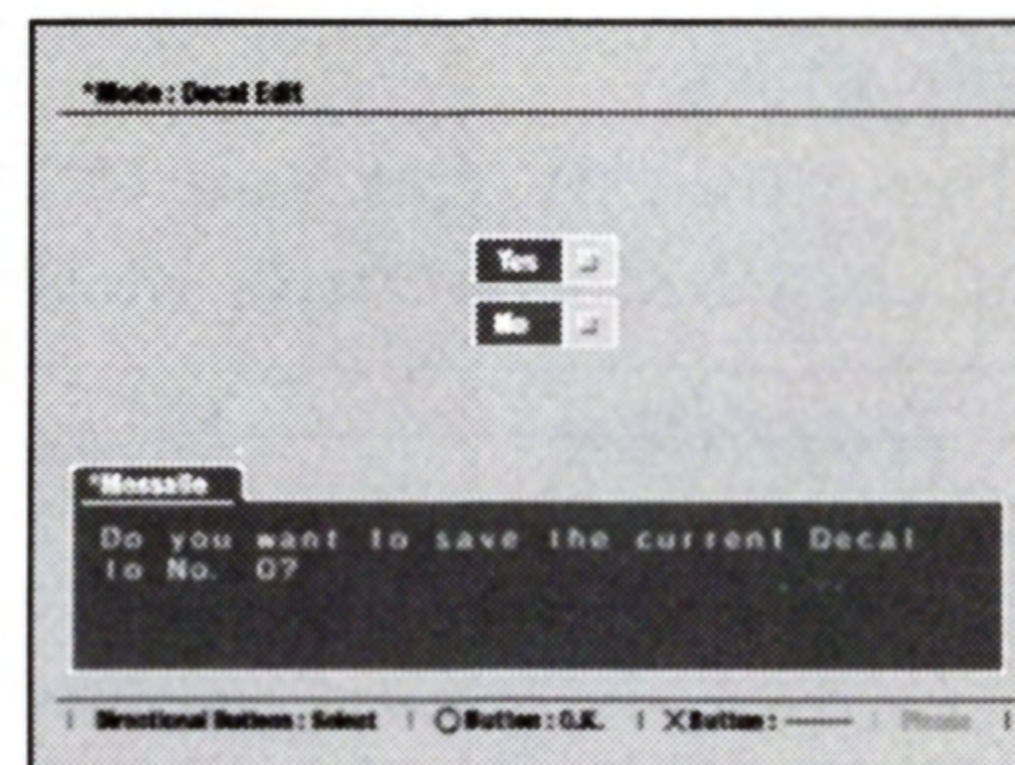 *Mode : Decal Edit
Yes
No
*Message
Do you want to save the current Decal
to No. 0?
Directional Buttons : Select | ○Button : O.K. | ✕Button : ——— | Please |